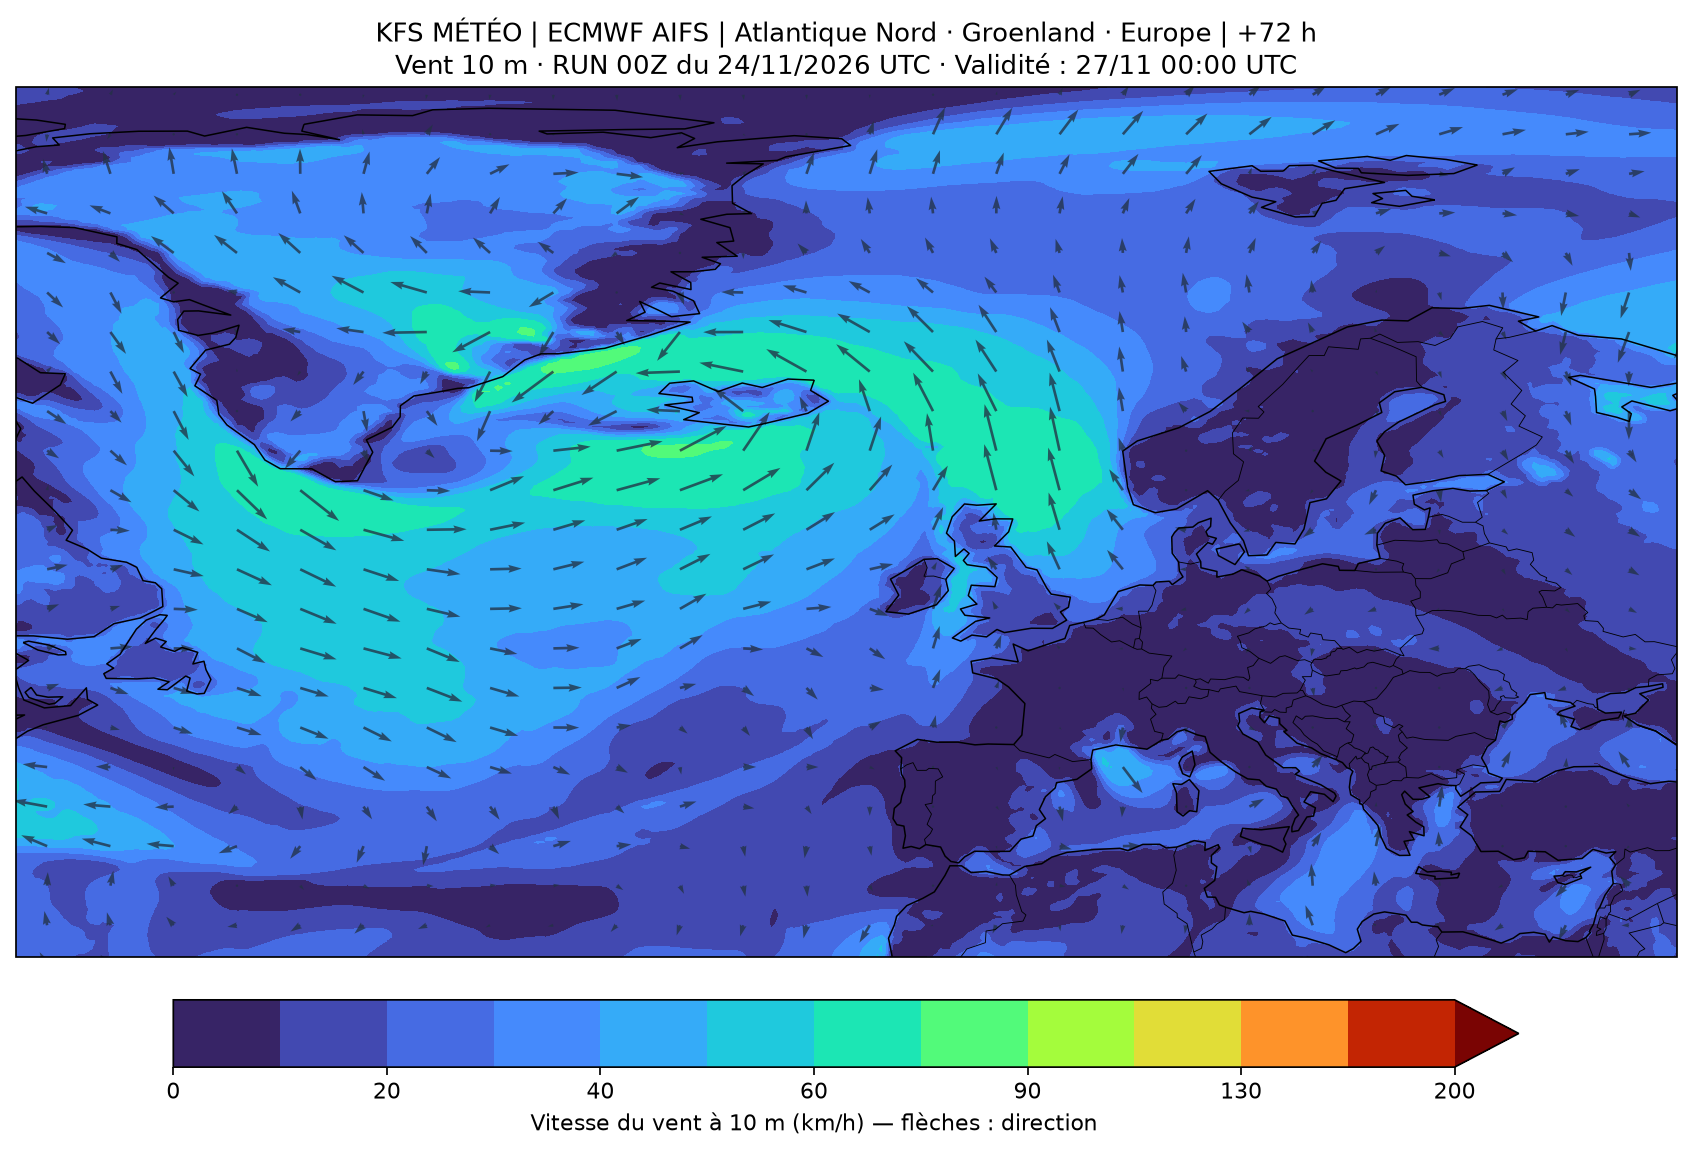 KFS MÉTÉO | ECMWF AIFS | Atlantique Nord · Groenland · Europe | +72 h
Vent 10 m · RUN 00Z du 24/11/2026 UTC · Validité : 27/11 00:00 UTC
0 20 40 60 90 130 200
Vitesse du vent à 10 m (km/h) — flèches : direction